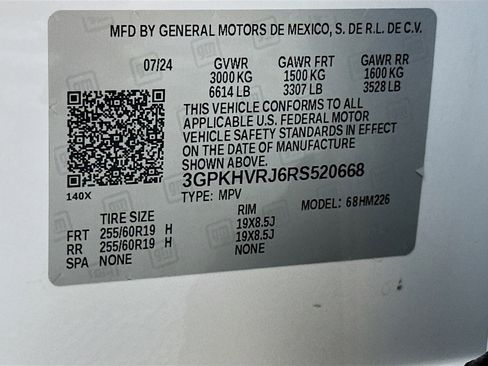 MFD BY GENERAL MOTORS DE MEXICO, S. DE R.L. DE C.V.
07/24 GVWR GAWR FRT GAWR RR
3000 KG 1500 KG 1600 KG
6614 LB 3307 LB 3528 LB
THIS VEHICLE CONFORMS TO ALL
APPLICABLE U.S. FEDERAL MOTOR
VEHICLE SAFETY STANDARDS IN EFFECT
ON THE DATE OF MANUFACTURE
SHOWN ABOVE.
3GPKHVRJ6RS520668
140X TYPE: MPV MODEL: 68HM226
TIRE SIZE RIM
FRT 255/60R19 H 19X8.5J
RR 255/60R19 H 19X8.5J
SPA NONE NONE